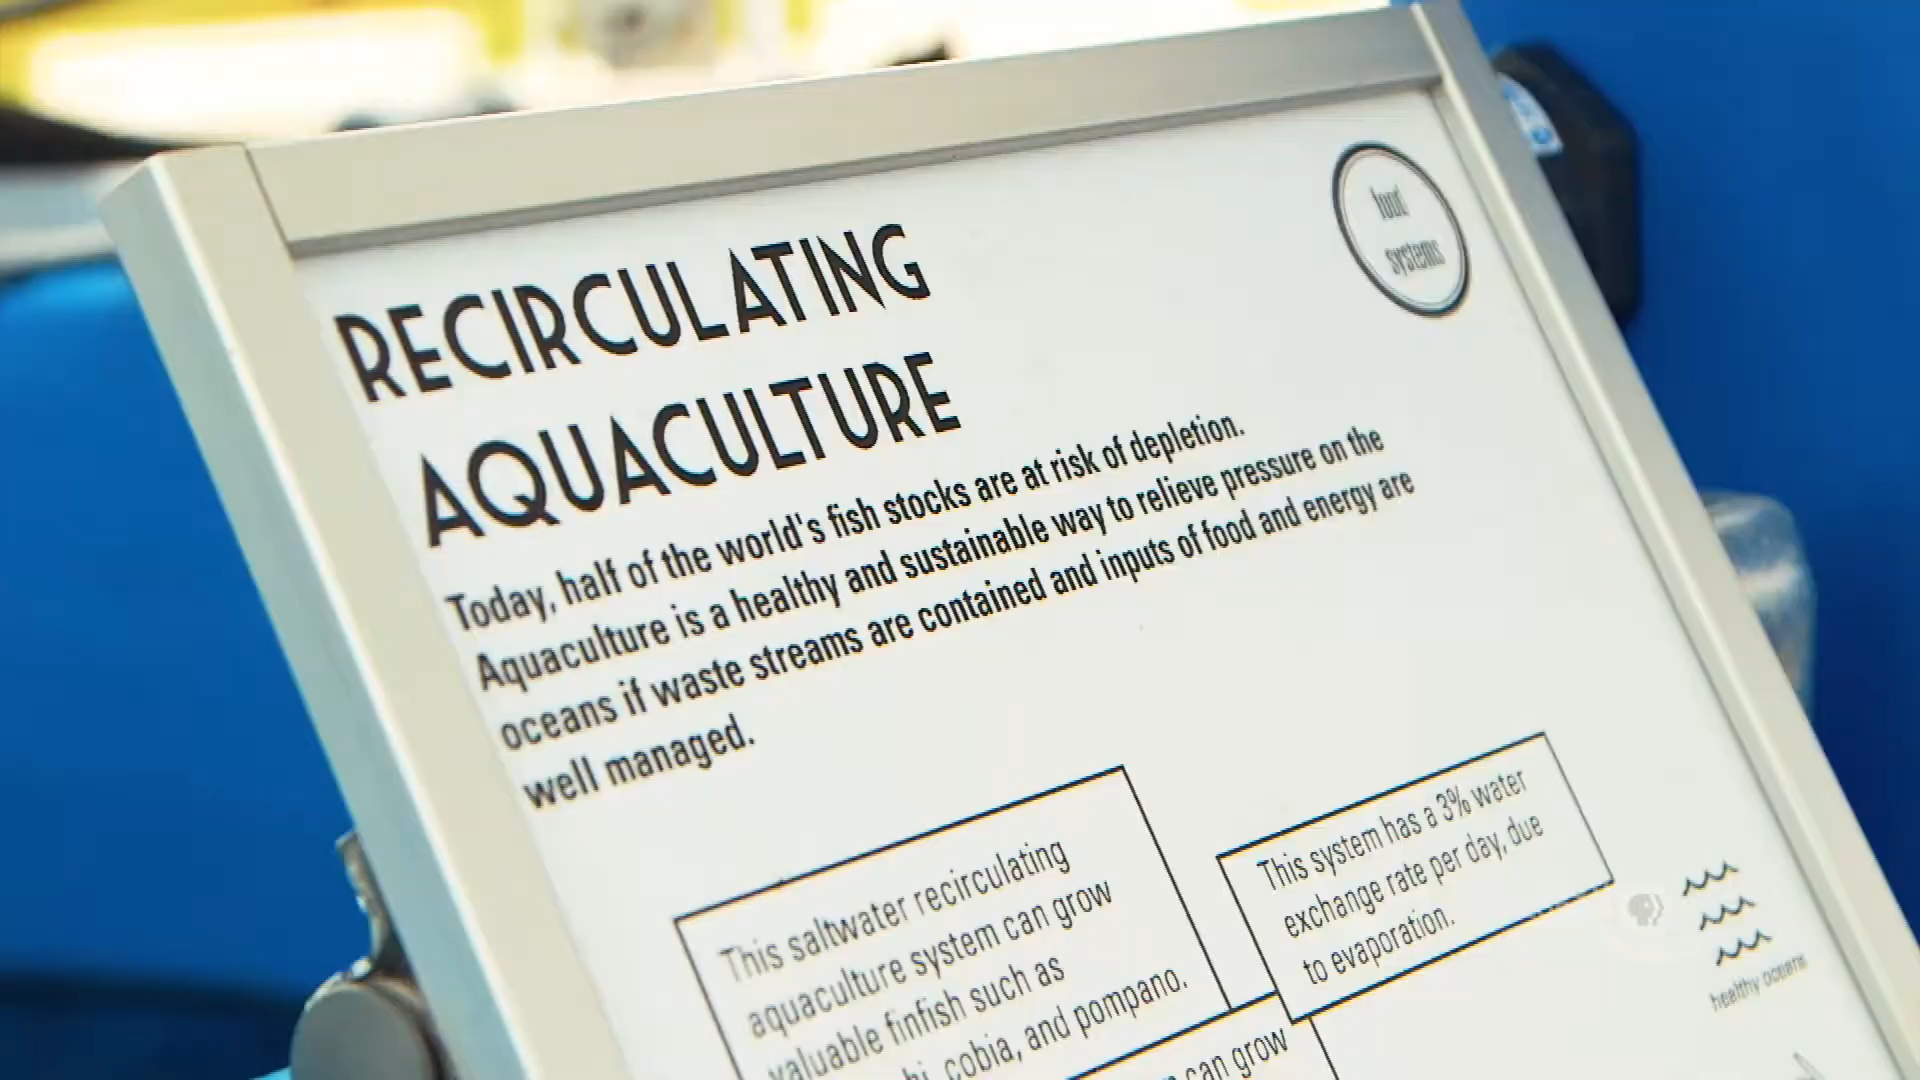 food
systems
RECIRCULATING
AQUACULTURE
Today, half of the world's fish stocks are at risk of depletion.
Aquaculture is a healthy and sustainable way to relieve pressure on the
oceans if waste streams are contained and inputs of food and energy are
well managed.
This saltwater recirculating
aquaculture system can grow
valuable finfish such as
cobia, and pompano.
This system has a 3% water
exchange rate per day, due
to evaporation.
can grow
healthy oceans